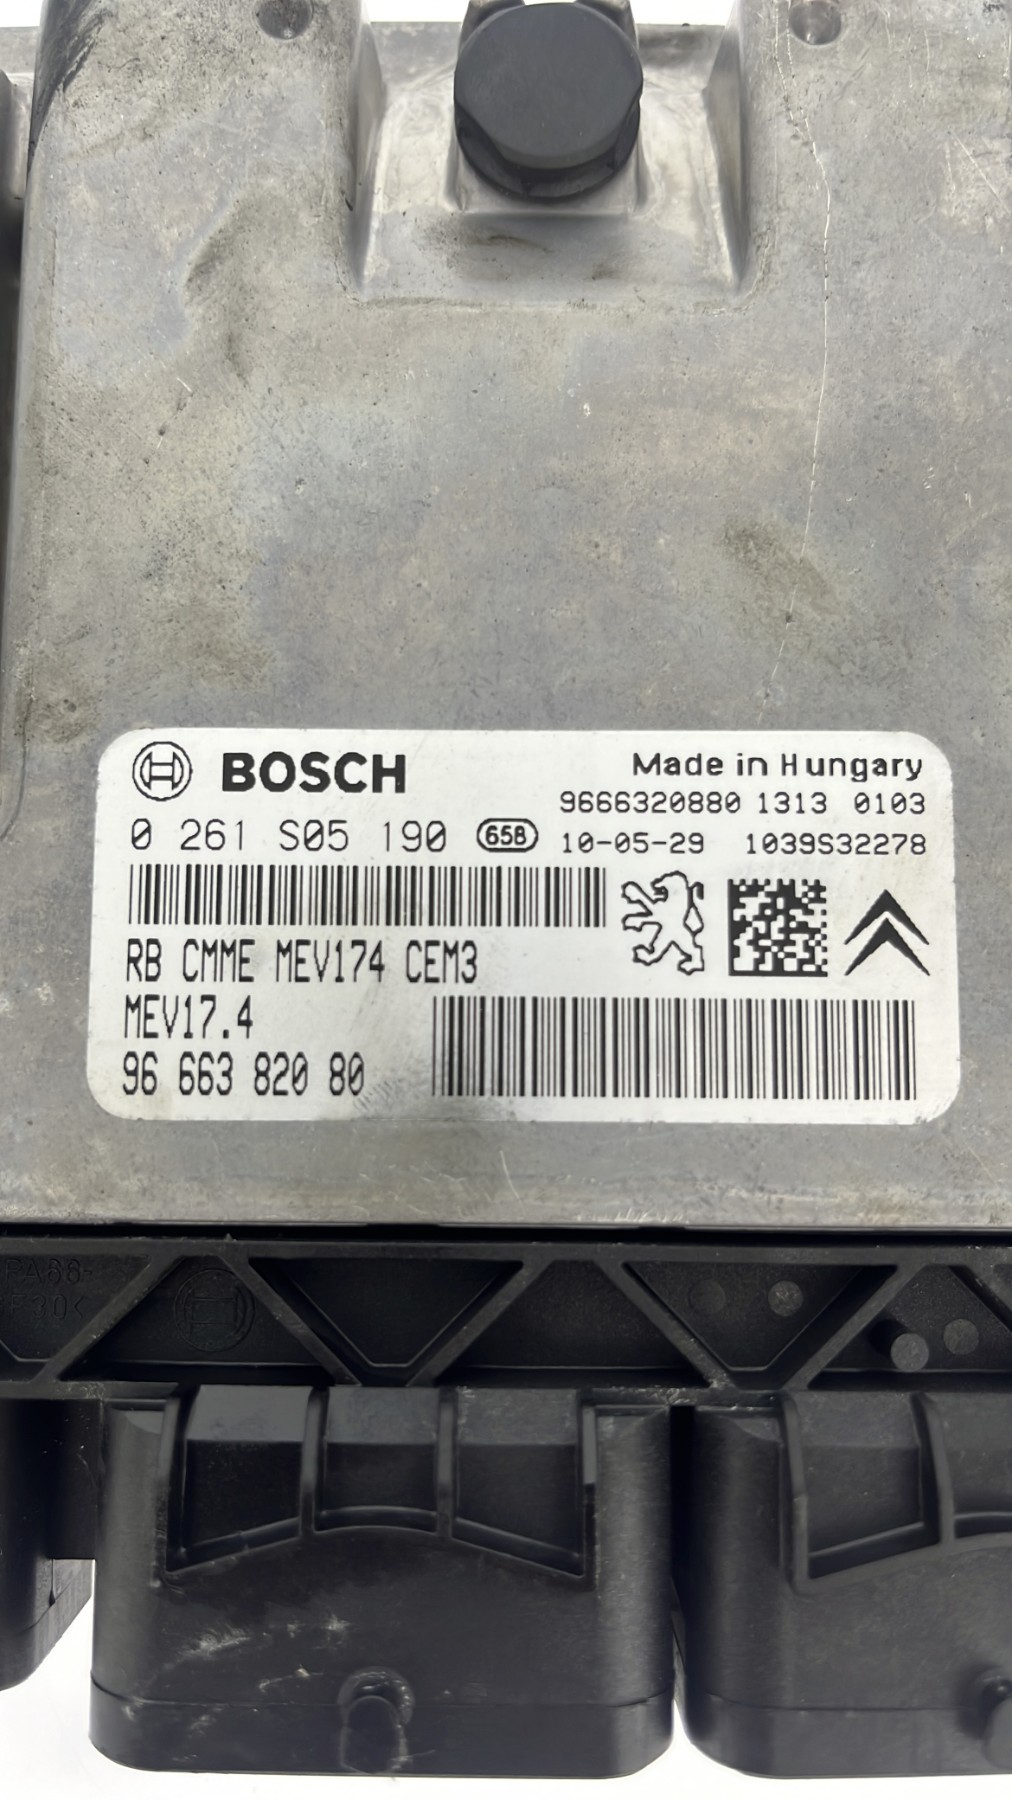 BOSCH
Made in Hungary
9666320880 1313 0103
0 261 S05 190 65B
10-05-29 1039S32278
RB CMME MEV174 CEM3
MEV17.4
96 663 820 80